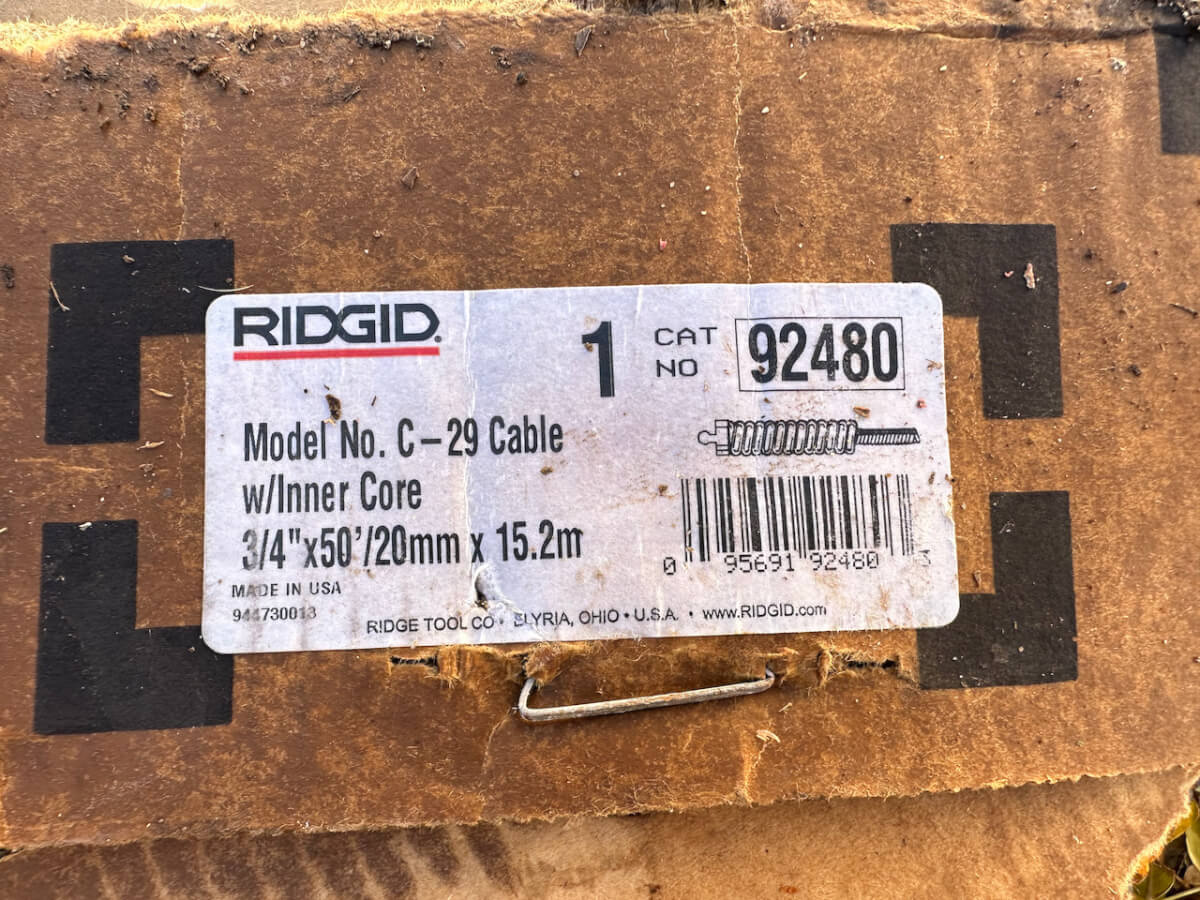 RIDGID®
1
CAT
NO
92480
Model No. C-29 Cable
w/Inner Core
3/4"x50'/20mm x 15.2m
MADE IN USA
944730013
0 95691 92480 3
RIDGE TOOL CO • ELYRIA, OHIO • U.S.A. • www.RIDGID.com